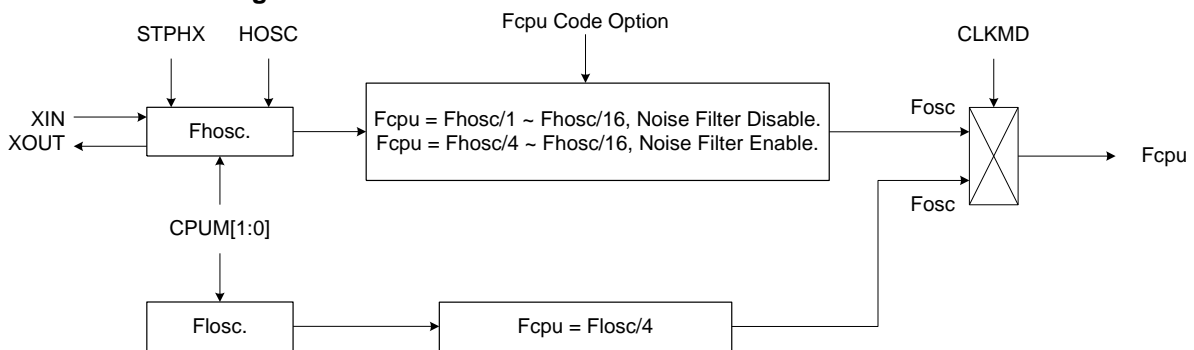 Fcpu Code Option
STPHX HOSC
CLKMD
XIN
XOUT
Fhosc.
Fcpu = Fhosc/1 ~ Fhosc/16, Noise Filter Disable.
Fcpu = Fhosc/4 ~ Fhosc/16, Noise Filter Enable.
Fosc
Fcpu
Fosc
CPUM[1:0]
Flosc.
Fcpu = Flosc/4